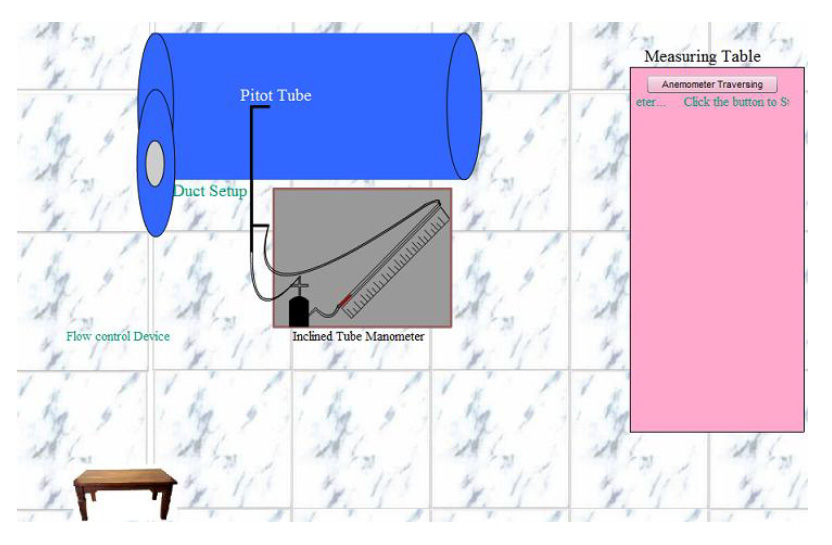 Measuring Table
Anemometer Traversing
eter... Click the button to
Pitot Tube
Duct Setup
Flow control Device
Inclined Tube Manometer